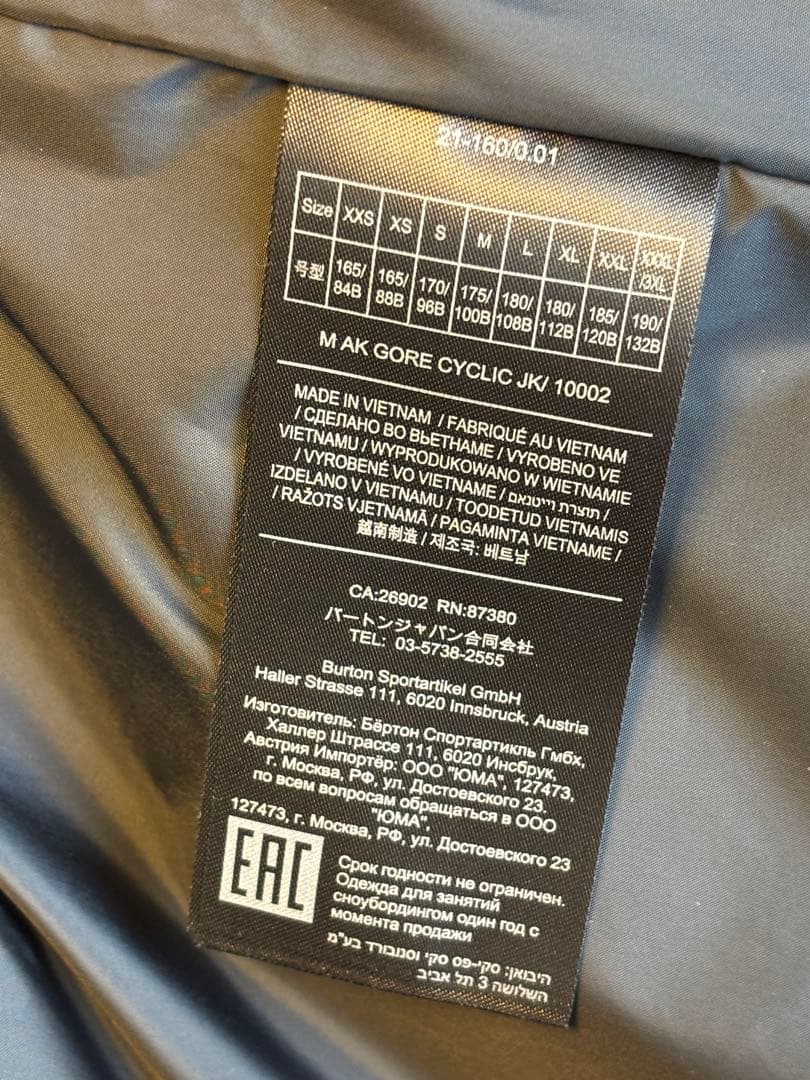 21-160/0.01
Size XXS XS S M L XL XXL XXXL/3XL
号型 165/84B 165/88B 170/96B 175/100B 180/108B 180/112B 185/120B 190/132B
M AK GORE CYCLIC JK/ 10002
MADE IN VIETNAM / FABRIQUÉ AU VIETNAM
/ СДЕЛАНО ВО ВЬЕТНАМЕ / VYROBENO VE
VIETNAMU / WYPRODUKOWANO W WIETNAMIE
/ VYROBENÉ VO VIETNAME / תוצרת וייטנאם /
IZDELANO V VIETNAMU / TOODETUD VIETNAMIS
/ RAŽOTS VJETNAMĀ / PAGAMINTA VIETNAME /
越南制造 / 제조국: 베트남
CA:26902 RN:87380
バートンジャパン合同会社
TEL: 03-5738-2555
Burton Sportartikel GmbH
Haller Strasse 111, 6020 Innsbruck, Austria
Изготовитель: Бёртон Спортартикль Гмбх,
Халлер Штрассе 111, 6020 Инсбрук,
Австрия Импортёр: ООО "ЮМА", 127473,
г. Москва, РФ, ул. Достоевского 23,
по всем вопросам обращаться в ООО
"ЮМА",
127473, г. Москва, РФ, ул. Достоевского 23
EAC
Срок годности не ограничен.
Одежда для занятий
сноубордингом один год с
момента продажи
היבואן: סקי-פס סקי וסנובורד בע"מ
השלושה 3 תל אביב